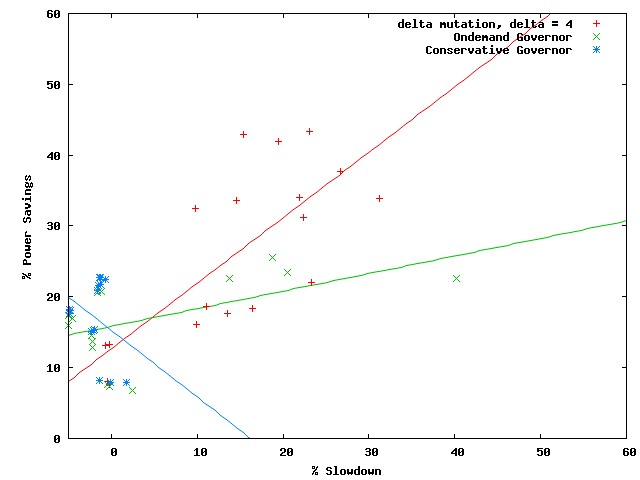 60
50
40
30
20
10
0
% Power Savings
delta mutation, delta = 4
Ondemand Governor
Conservative Governor
0 10 20 30 40 50 60
% Slowdown